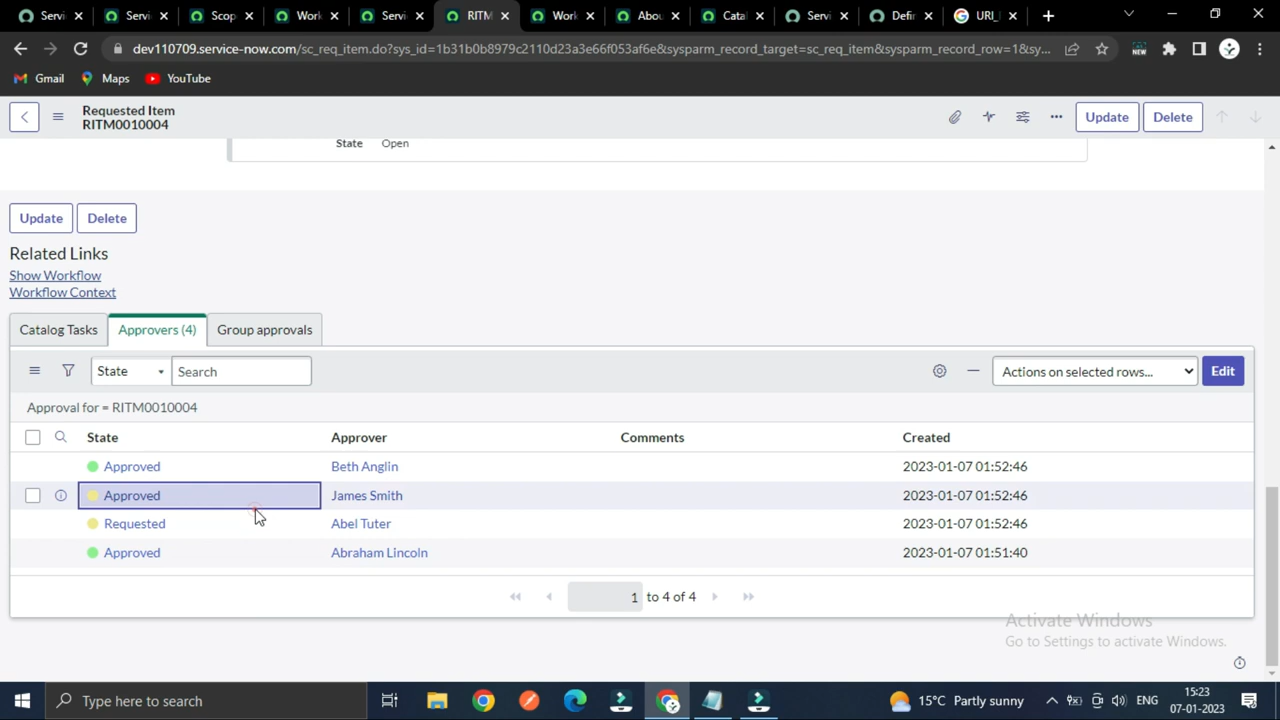 Servi
Servi
Scop
Work
Servi
RITM
Work
Abou
Catal
Servi
Defin
URI_
dev110709.service-now.com/sc_req_item.do?sys_id=1b31b0b8979c2110d23a3e66f053af6e&sysparm_record_target=sc_req_item&sysparm_record_row=1&sy...
NEW
Gmail
Maps
YouTube
Requested Item
RITM0010004
Update
Delete
State Open
Update
Delete
Related Links
Show Workflow
Workflow Context
Catalog Tasks
Approvers (4)
Group approvals
State
Search
Actions on selected rows...
Edit
Approval for = RITM0010004
State Approver Comments Created
Approved Beth Anglin 2023-01-07 01:52:46
Approved James Smith 2023-01-07 01:52:46
Requested Abel Tuter 2023-01-07 01:52:46
Approved Abraham Lincoln 2023-01-07 01:51:40
1 to 4 of 4
Activate Windows
Go to Settings to activate Windows.
Type here to search
15°C Partly sunny
ENG
15:23
07-01-2023